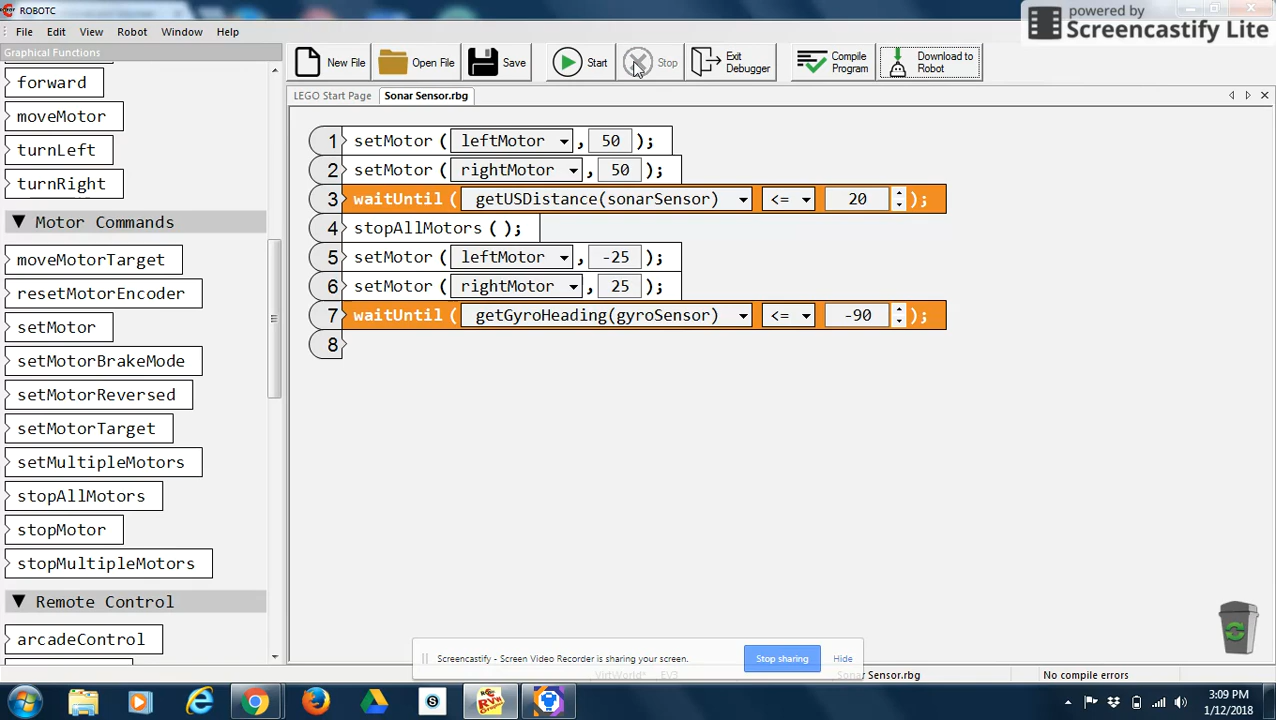 ROBOTC
powered by
Screencastify Lite
File Edit View Robot Window Help
Graphical Functions
New File Open File Save Start Stop Exit Debugger Compile Program Download to Robot
LEGO Start Page Sonar Sensor.rbg
forward
moveMotor
turnLeft
turnRight
Motor Commands
moveMotorTarget
resetMotorEncoder
setMotor
setMotorBrakeMode
setMotorReversed
setMotorTarget
setMultipleMotors
stopAllMotors
stopMotor
stopMultipleMotors
Remote Control
arcadeControl
1 setMotor ( leftMotor , 50 );
2 setMotor ( rightMotor , 50 );
3 waitUntil ( getUSDistance(sonarSensor) <= 20 );
4 stopAllMotors ( );
5 setMotor ( leftMotor , -25 );
6 setMotor ( rightMotor , 25 );
7 waitUntil ( getGyroHeading(gyroSensor) <= -90 );
8
Screencastify - Screen Video Recorder is sharing your screen. Stop sharing Hide
VirtWorld* EV3 Sonar Sensor.rbg No compile errors
3:09 PM
1/12/2018